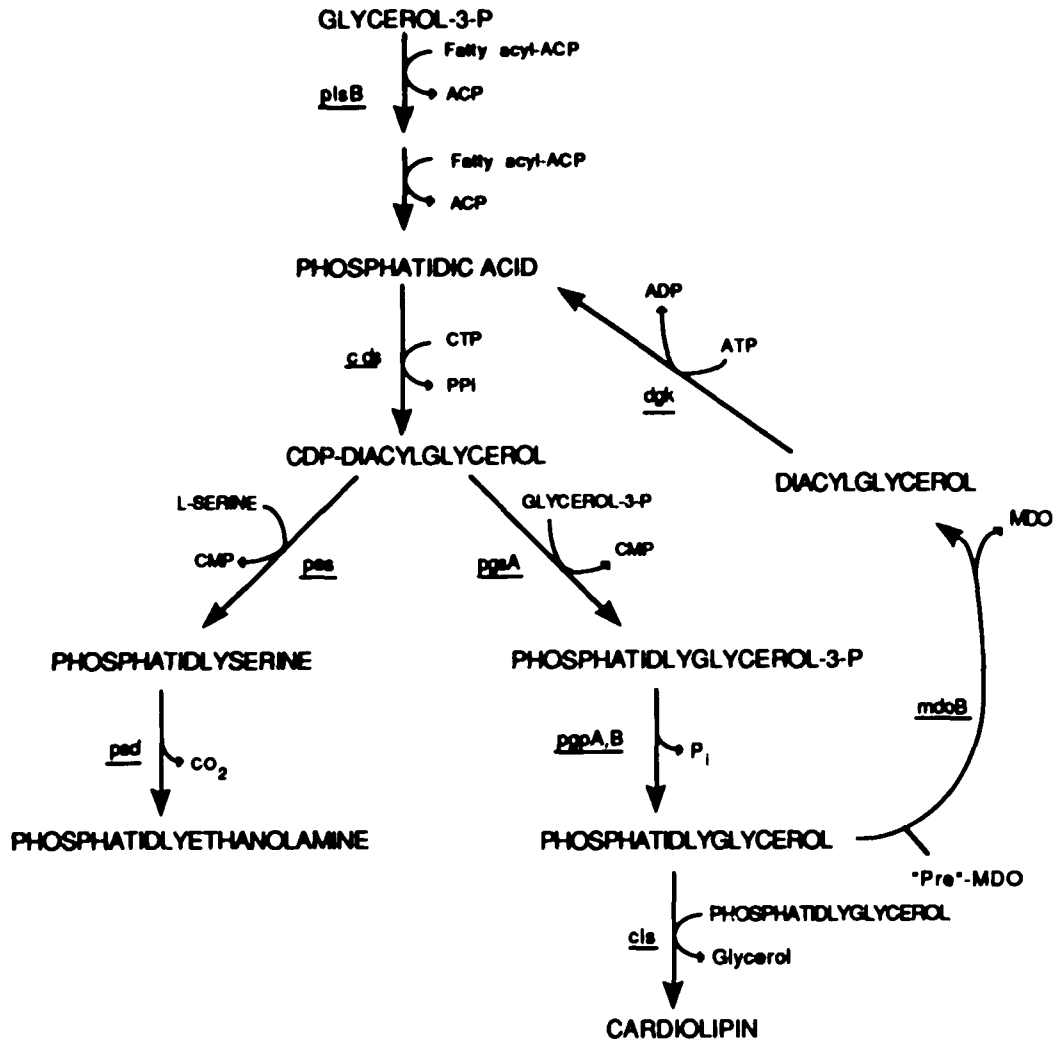 GLYCEROL-3-P
Fatty acyl-ACP
plsB
ACP
Fatty acyl-ACP
ACP
PHOSPHATIDIC ACID
ADP
ATP
CTP
cds
PPi
dgk
CDP-DIACYLGLYCEROL
DIACYLGLYCEROL
L-SERINE
GLYCEROL-3-P
MDO
CMP
pss
pgsA
CMP
PHOSPHATIDLYSERINE
PHOSPHATIDLYGLYCEROL-3-P
mdoB
psd
CO2
pgpA,B
Pi
PHOSPHATIDLYETHANOLAMINE
PHOSPHATIDLYGLYCEROL
"Pre"-MDO
PHOSPHATIDLYGLYCEROL
cls
Glycerol
CARDIOLIPIN